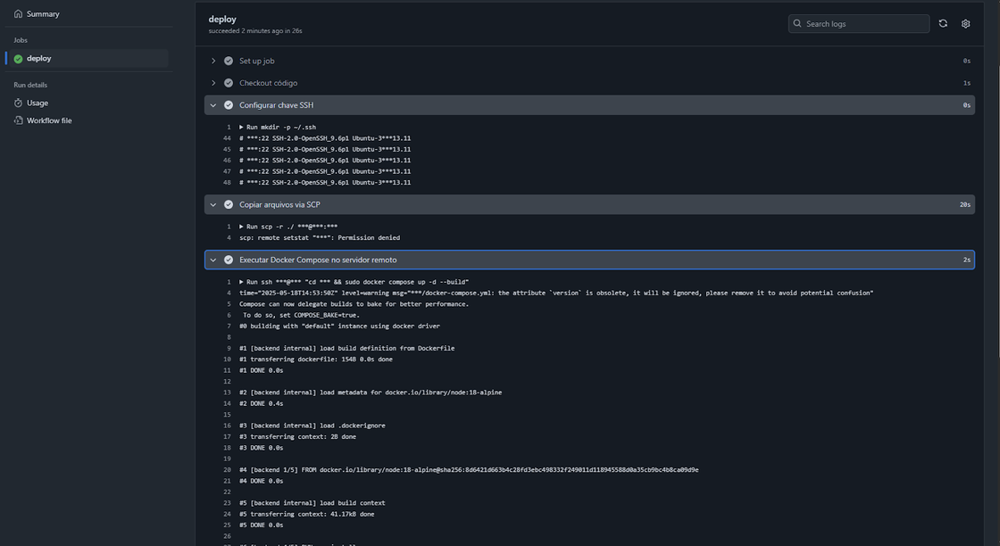 Summary
Jobs
deploy
Run details
Usage
Workflow file
deploy
succeeded 2 minutes ago in 26s
Search logs
Set up job 0s
Checkout código 1s
Configurar chave SSH 0s
1 Run mkdir -p ~/.ssh
44 # ***:22 SSH-2.0-OpenSSH_9.6p1 Ubuntu-3***13.11
45 # ***:22 SSH-2.0-OpenSSH_9.6p1 Ubuntu-3***13.11
46 # ***:22 SSH-2.0-OpenSSH_9.6p1 Ubuntu-3***13.11
47 # ***:22 SSH-2.0-OpenSSH_9.6p1 Ubuntu-3***13.11
48 # ***:22 SSH-2.0-OpenSSH_9.6p1 Ubuntu-3***13.11
Copiar arquivos via SCP 20s
1 Run scp -r ./ ***@***:***
4 scp: remote setstat "***": Permission denied
Executar Docker Compose no servidor remoto 2s
1 Run ssh ***@*** "cd *** && sudo docker compose up -d --build"
4 time="2025-05-18T14:53:50Z" level=warning msg="***/docker-compose.yml: the attribute `version` is obsolete, it will be ignored, please remove it to avoid potential confusion"
5 Compose can now delegate builds to bake for better performance.
6 To do so, set COMPOSE_BAKE=true.
7 #0 building with "default" instance using docker driver
8
9 #1 [backend internal] load build definition from Dockerfile
10 #1 transferring dockerfile: 154B 0.0s done
11 #1 DONE 0.0s
12
13 #2 [backend internal] load metadata for docker.io/library/node:18-alpine
14 #2 DONE 0.4s
15
16 #3 [backend internal] load .dockerignore
17 #3 transferring context: 2B done
18 #3 DONE 0.0s
19
20 #4 [backend 1/5] FROM docker.io/library/node:18-alpine@sha256:8d6421d663b4c28fd3ebc498332f249011d118945588d0a35cb9bc4b8ca09d9e
21 #4 DONE 0.0s
22
23 #5 [backend internal] load build context
24 #5 transferring context: 41.17kB done
25 #5 DONE 0.0s
26